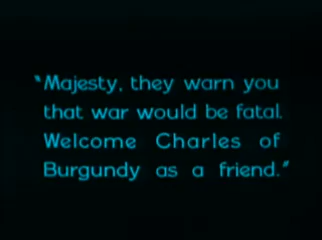 "Majesty, they warn you
that war would be fatal.
Welcome Charles of
Burgundy as a friend."